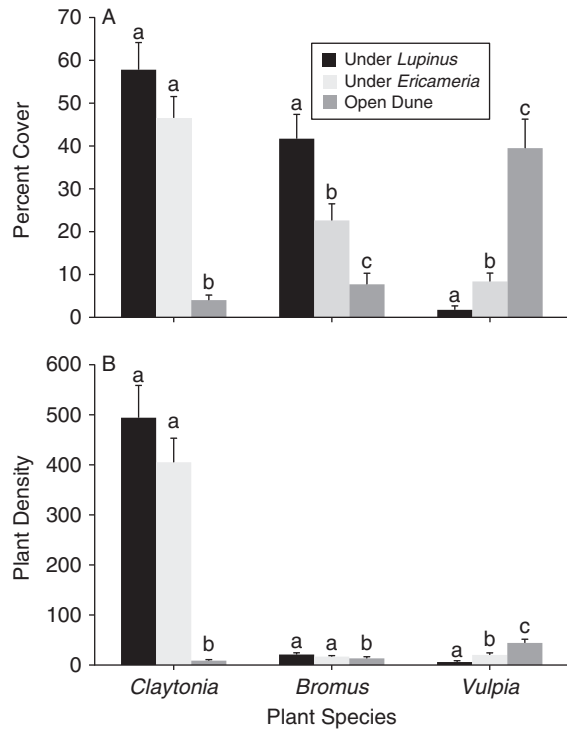 A
70
60
50
40
30
20
10
0
Percent Cover
Under Lupinus
Under Ericameria
Open Dune
a a b
a b c
a b c
B
600
500
400
300
200
100
0
Plant Density
a a b
a a b
a b c
Claytonia Bromus Vulpia
Plant Species